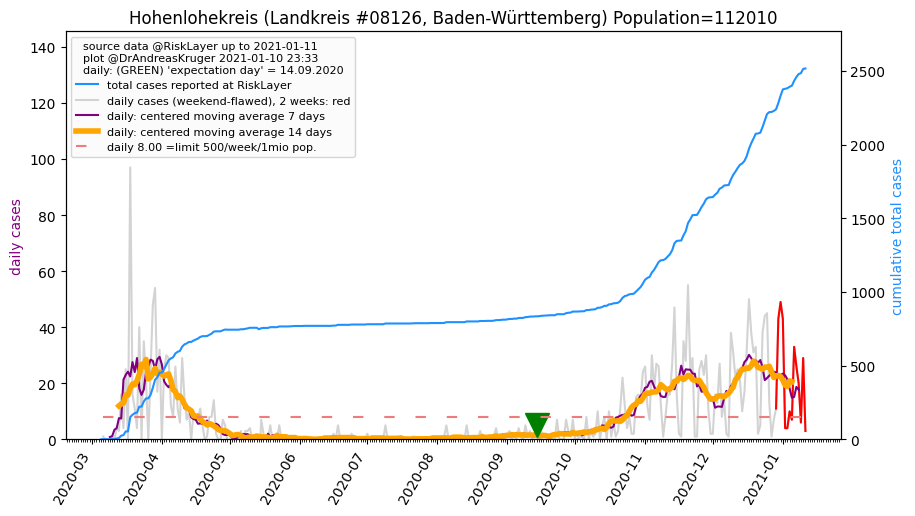 Hohenlohekreis (Landkreis #08126, Baden-Württemberg) Population=112010
source data @RiskLayer up to 2021-01-11
plot @DrAndreasKruger 2021-01-10 23:33
daily: (GREEN) 'expectation day' = 14.09.2020
total cases reported at RiskLayer
daily cases (weekend-flawed), 2 weeks: red
daily: centered moving average 7 days
daily: centered moving average 14 days
daily 8.00 =limit 500/week/1mio pop.
daily cases
140
120
100
80
60
40
20
0
2500
2000
1500
1000
500
0
cumulative total cases
2020-03
2020-04
2020-05
2020-06
2020-07
2020-08
2020-09
2020-10
2020-11
2020-12
2021-01